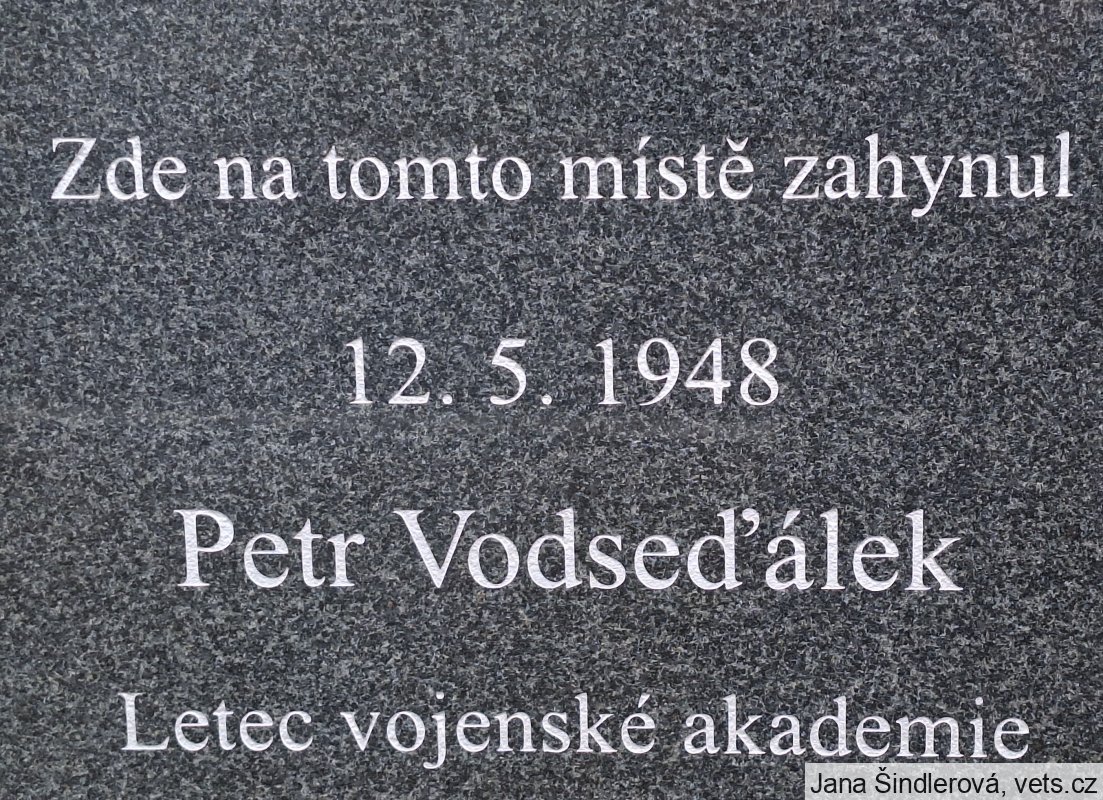 Zde na tomto místě zahynul
12. 5. 1948
Petr Vodseďálek
Letec vojenské akademie
Jana Šindlerová, vets.cz